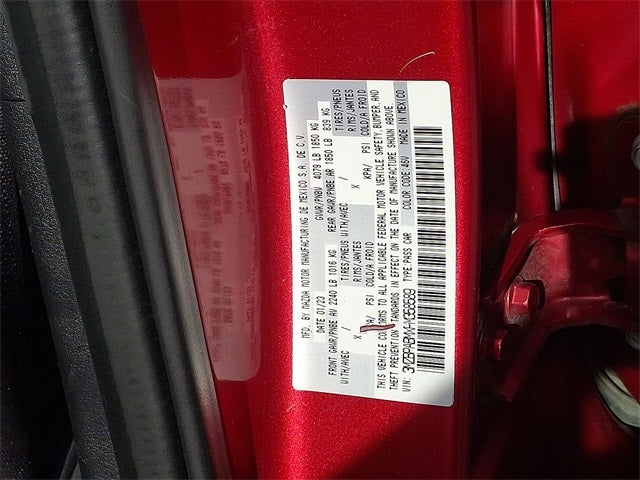 MFD. BY MAZDA MOTOR MANUFACTURING DE MEXICO S.A. DE C.V.
DATE 01/23 GVWR/PNBV 4079 LB 1850 KG
FRONT GAWR/PNBE AV 2240 LB 1016 KG REAR GAWR/PNBE AR 1850 LB 839 KG
WITH/AVEC / TIRES/PNEUS WITH/AVEC / TIRES/PNEUS
X RIMS/JANTES X RIMS/JANTES
/ PSI COLD/A FROID KPA/ PSI COLD/A FROID
THIS VEHICLE CONFORMS TO ALL APPLICABLE FEDERAL MOTOR VEHICLE SAFETY, BUMPER, AND
THEFT PREVENTION STANDARDS IN EFFECT ON THE DATE OF MANUFACTURE SHOWN ABOVE.
VIN: TYPE:PASS CAR COLOR CODE:46V MADE IN MEXICO